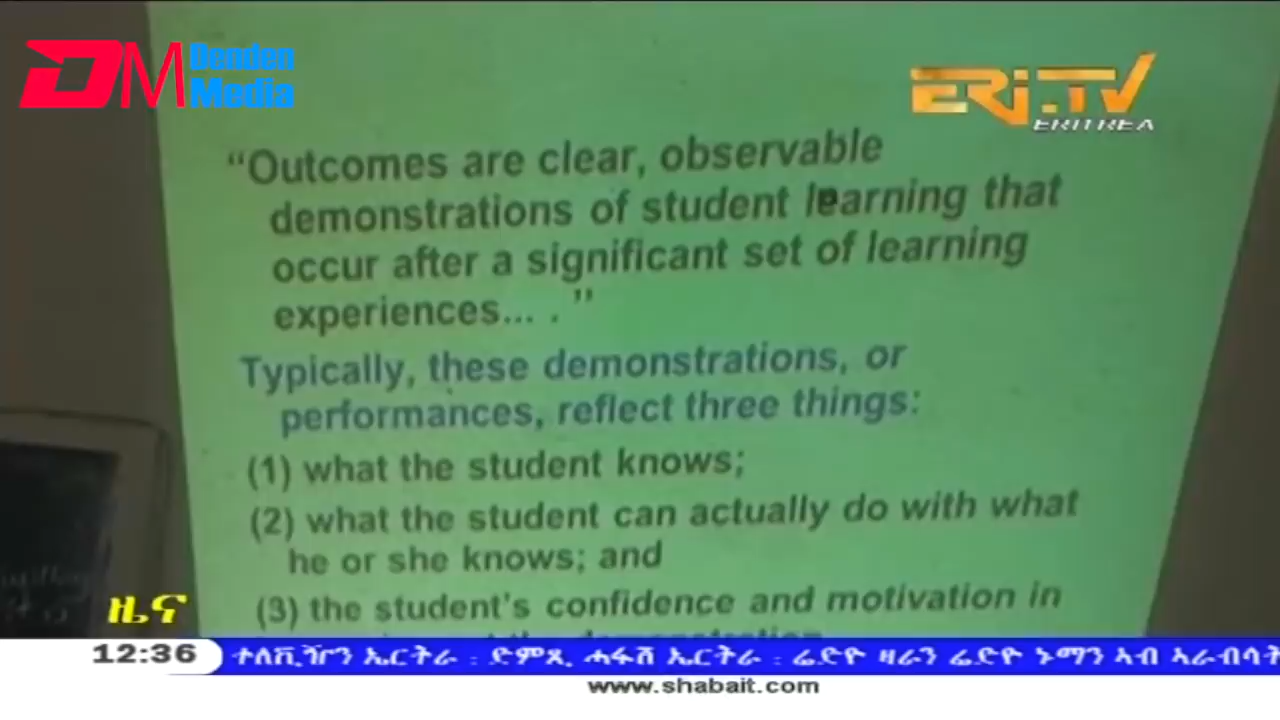 DM Denden
Media
ERi.TV
ERITREA
“Outcomes are clear, observable
demonstrations of student learning that
occur after a significant set of learning
experiences... . ”
Typically, these demonstrations, or
performances, reflect three things:
(1) what the student knows;
(2) what the student can actually do with what
he or she knows; and
(3) the student's confidence and motivation in
demonstration
ዜና
12:36 ተለቪዥን ኤርትራ : ድምጺ ሓፋሽ ኤርትራ : ሬድዮ ዛራን ሬድዮ ኑማን ኣብ ኣራብሳት
www.shabait.com